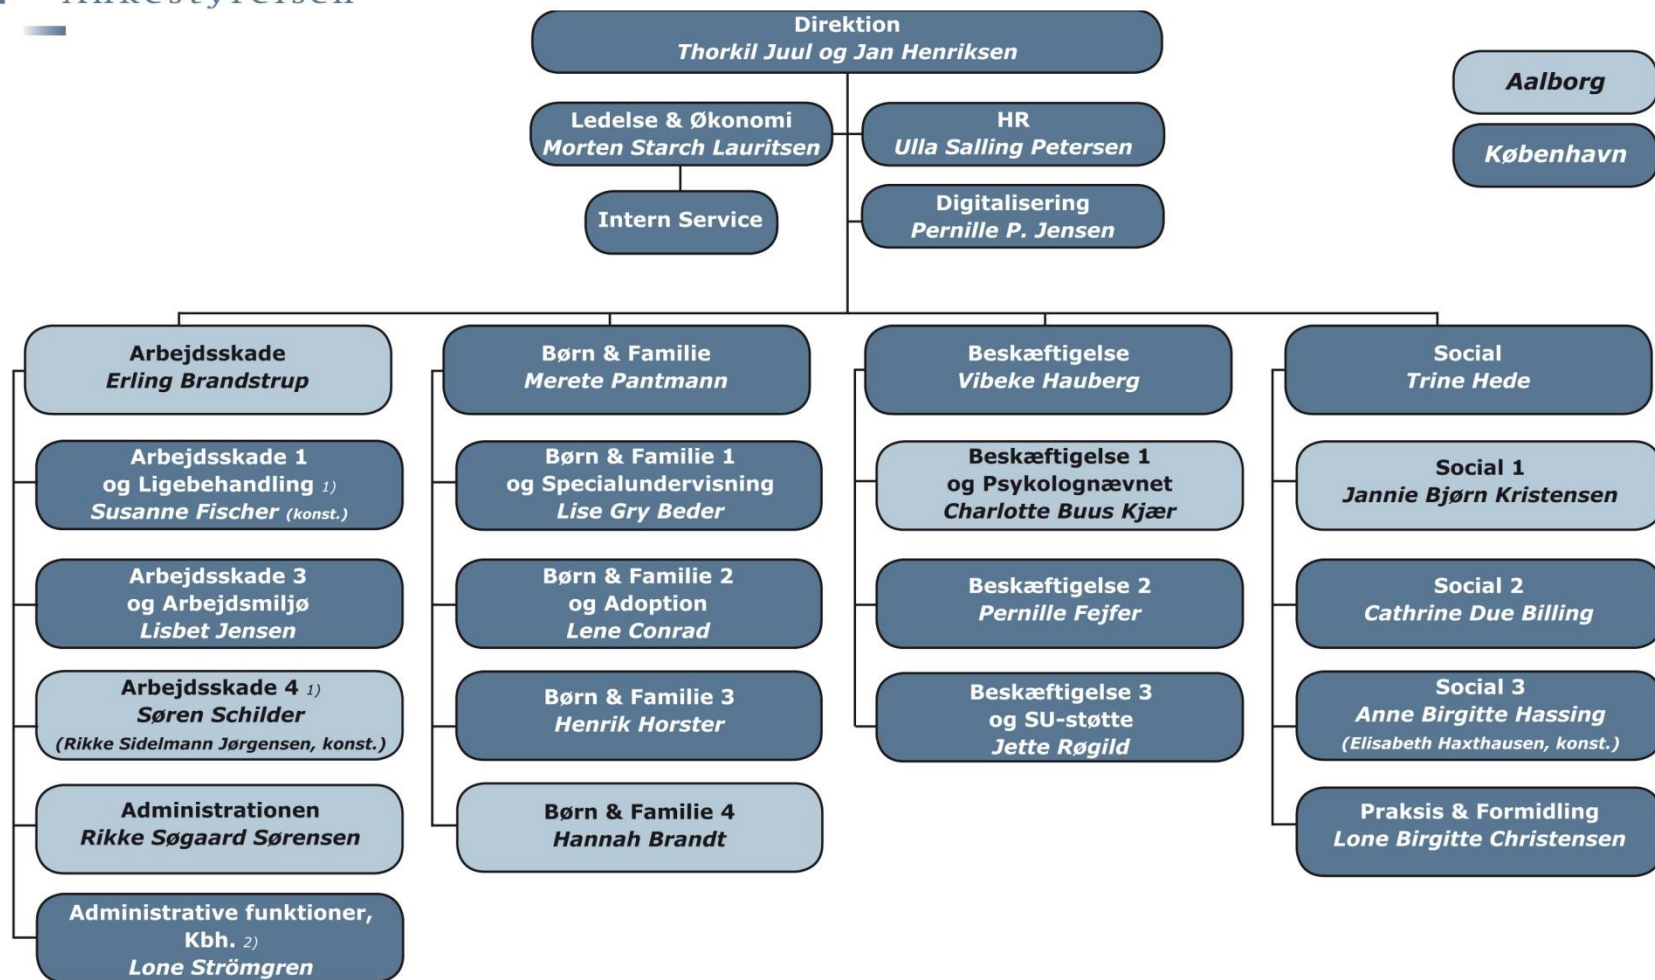 Direktion
Thorkil Juul og Jan Henriksen
Aalborg
København
Ledelse & Økonomi
Morten Starch Lauritsen
HR
Ulla Salling Petersen
Intern Service
Digitalisering
Pernille P. Jensen
Arbejdsskade
Erling Brandstrup
Arbejdsskade 1
og Ligebehandling 1)
Susanne Fischer (konst.)
Arbejdsskade 3
og Arbejdsmiljø
Lisbet Jensen
Arbejdsskade 4 1)
Søren Schilder
(Rikke Sidelmann Jørgensen, konst.)
Administrationen
Rikke Søgaard Sørensen
Administrative funktioner,
Kbh. 2)
Lone Strömgren
Børn & Familie
Merete Pantmann
Børn & Familie 1
og Specialundervisning
Lise Gry Beder
Børn & Familie 2
og Adoption
Lene Conrad
Børn & Familie 3
Henrik Horster
Børn & Familie 4
Hannah Brandt
Beskæftigelse
Vibeke Hauberg
Beskæftigelse 1
og Psykolognævnet
Charlotte Buus Kjær
Beskæftigelse 2
Pernille Fejfer
Beskæftigelse 3
og SU-støtte
Jette Røgild
Social
Trine Hede
Social 1
Jannie Bjørn Kristensen
Social 2
Cathrine Due Billing
Social 3
Anne Birgitte Hassing
(Elisabeth Haxthausen, konst.)
Praksis & Formidling
Lone Birgitte Christensen